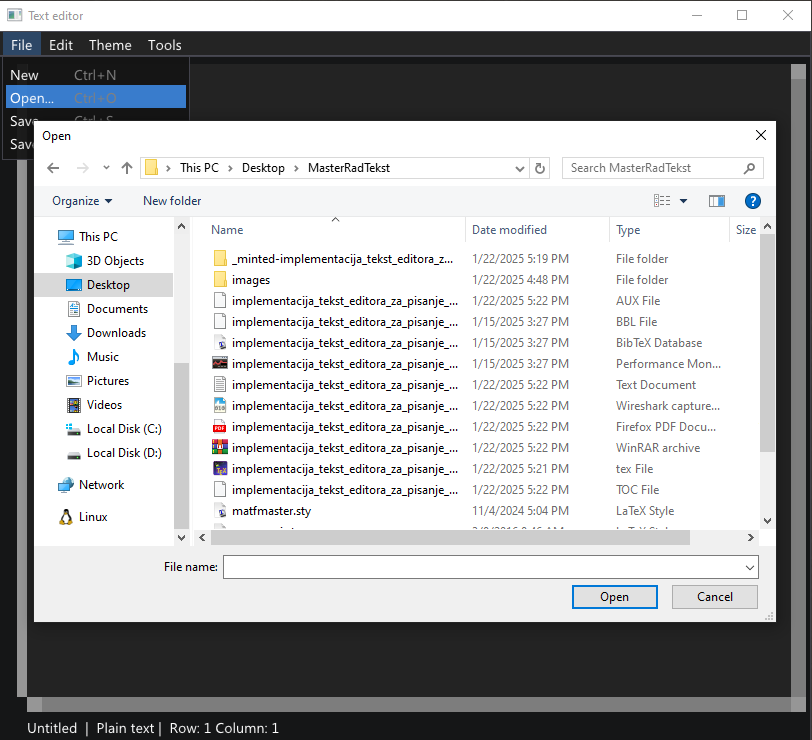 Text editor
File Edit Theme Tools
New Ctrl+N
Open... Ctrl+O
Save Ctrl+S
Save
Open
This PC Desktop MasterRadTekst Search MasterRadTekst
Organize New folder ?
This PC
3D Objects
Desktop
Documents
Downloads
Music
Pictures
Videos
Local Disk (C:)
Local Disk (D:)
Network
Linux
Name Date modified Type Size
_minted-implementacija_tekst_editora_z... 1/22/2025 5:19 PM File folder
images 1/22/2025 4:48 PM File folder
implementacija_tekst_editora_za_pisanje_... 1/22/2025 5:22 PM AUX File
implementacija_tekst_editora_za_pisanje_... 1/15/2025 3:27 PM BBL File
implementacija_tekst_editora_za_pisanje_... 1/22/2025 5:22 PM BibTeX Database
implementacija_tekst_editora_za_pisanje_... 1/15/2025 3:27 PM Performance Mon...
implementacija_tekst_editora_za_pisanje_... 1/22/2025 5:22 PM Text Document
implementacija_tekst_editora_za_pisanje_... 1/22/2025 5:22 PM Wireshark capture...
implementacija_tekst_editora_za_pisanje_... 1/22/2025 5:22 PM Firefox PDF Docu...
implementacija_tekst_editora_za_pisanje_... 1/22/2025 5:22 PM WinRAR archive
implementacija_tekst_editora_za_pisanje_... 1/22/2025 5:21 PM tex File
implementacija_tekst_editora_za_pisanje_... 1/22/2025 5:22 PM TOC File
matfmaster.sty 11/4/2024 5:04 PM LaTeX Style
File name:
Open Cancel
Untitled | Plain text | Row: 1 Column: 1